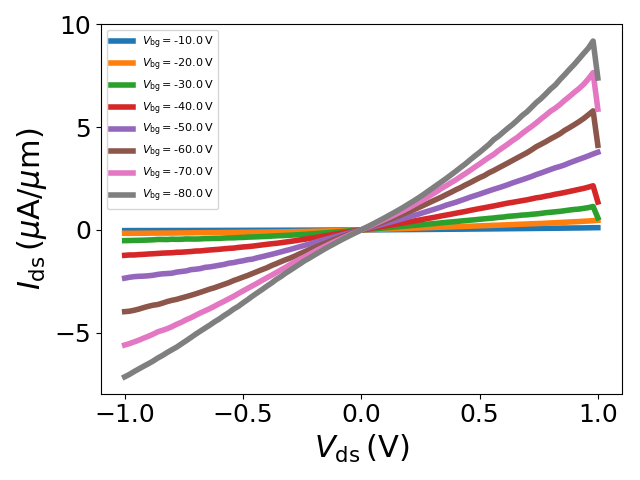 10
5
0
−5
I_ds (μA/μm)
V_bg = -10.0 V
V_bg = -20.0 V
V_bg = -30.0 V
V_bg = -40.0 V
V_bg = -50.0 V
V_bg = -60.0 V
V_bg = -70.0 V
V_bg = -80.0 V
−1.0 −0.5 0.0 0.5 1.0
V_ds (V)